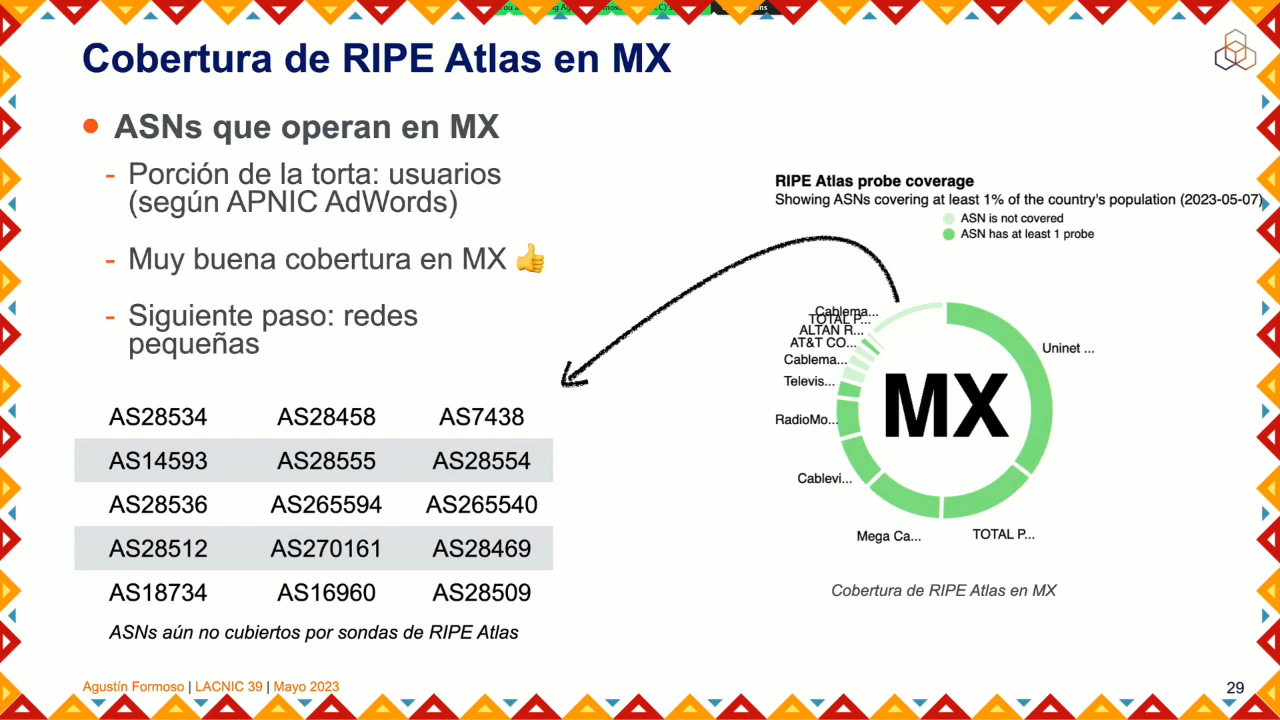 Cobertura de RIPE Atlas en MX
ASNs que operan en MX
- Porción de la torta: usuarios
(según APNIC AdWords)
- Muy buena cobertura en MX 👍
- Siguiente paso: redes
pequeñas
AS28534 AS28458 AS7438
AS14593 AS28555 AS28554
AS28536 AS265594 AS265540
AS28512 AS270161 AS28469
AS18734 AS16960 AS28509
ASNs aún no cubiertos por sondas de RIPE Atlas
RIPE Atlas probe coverage
Showing ASNs covering at least 1% of the country's population (2023-05-07)
ASN is not covered
ASN has at least 1 probe
Cablema...
TOTAL P...
ALTAN R...
AT&T CO...
Cablema...
Televis...
RadioMo...
Cablevi...
Mega Ca...
TOTAL P...
Uninet ...
MX
Cobertura de RIPE Atlas en MX
Agustín Formoso | LACNIC 39 | Mayo 2023
29